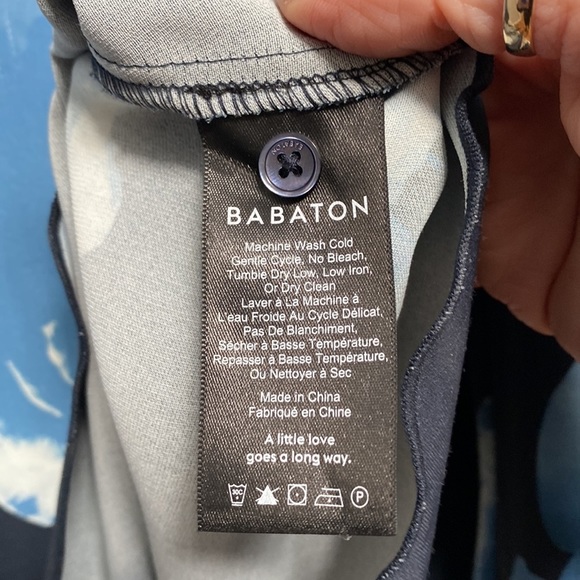 BABATON
Machine Wash Cold
Gentle Cycle, No Bleach,
Tumble Dry Low, Low Iron,
Or Dry Clean
Laver à La Machine à
L'eau Froide Au Cycle Délicat,
Pas De Blanchiment,
Sécher à Basse Température,
Repasser à Basse Température,
Ou Nettoyer à Sec
Made in China
Fabriqué en Chine
A little love
goes a long way.
30C P